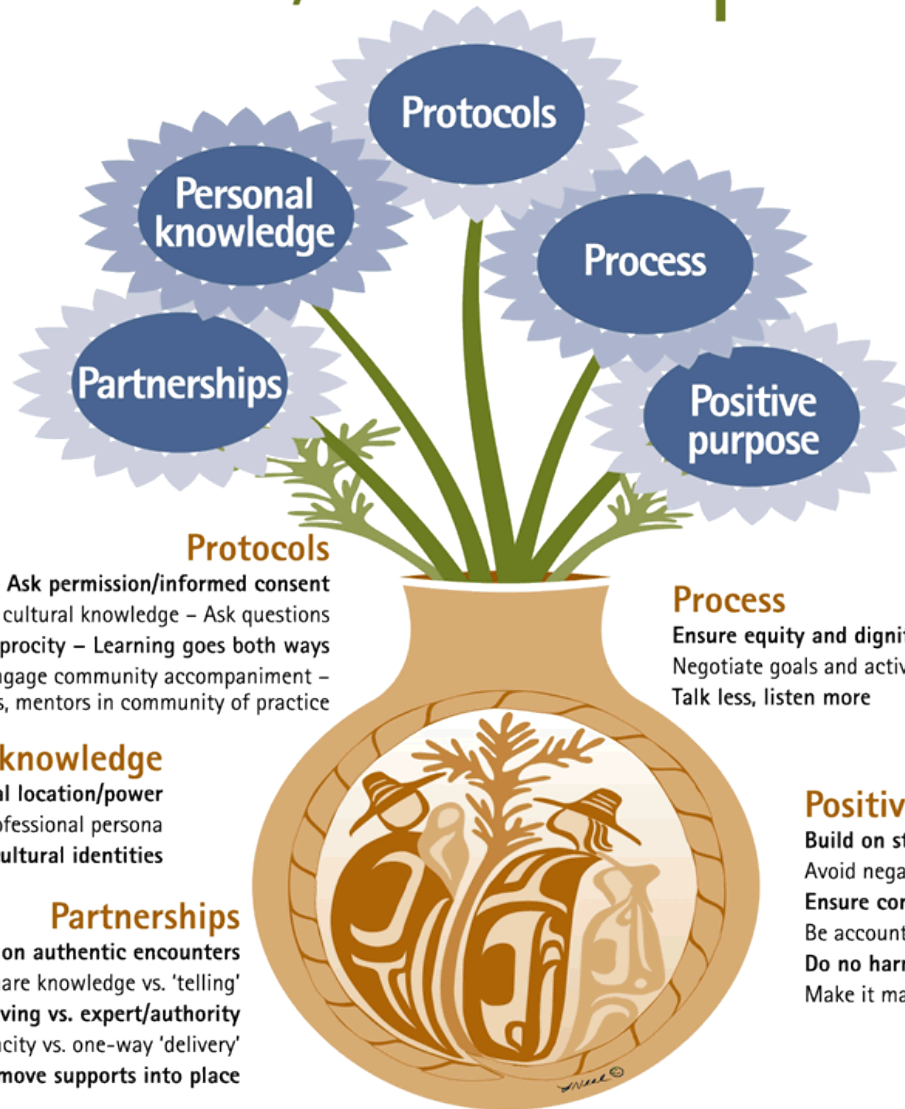 Protocols
Personal
knowledge
Process
Partnerships
Positive
purpose
Protocols
Ask permission/informed consent
cultural knowledge – Ask questions
procity – Learning goes both ways
gage community accompaniment –
s, mentors in community of practice
knowledge
al location/power
ofessional persona
ultural identities
Partnerships
on authentic encounters
are knowledge vs. ‘telling’
ving vs. expert/authority
city vs. one-way ‘delivery’
move supports into place
Process
Ensure equity and dignit
Negotiate goals and activ
Talk less, listen more
Positiv
Build on st
Avoid nega
Ensure con
Be account
Do no harm
Make it ma